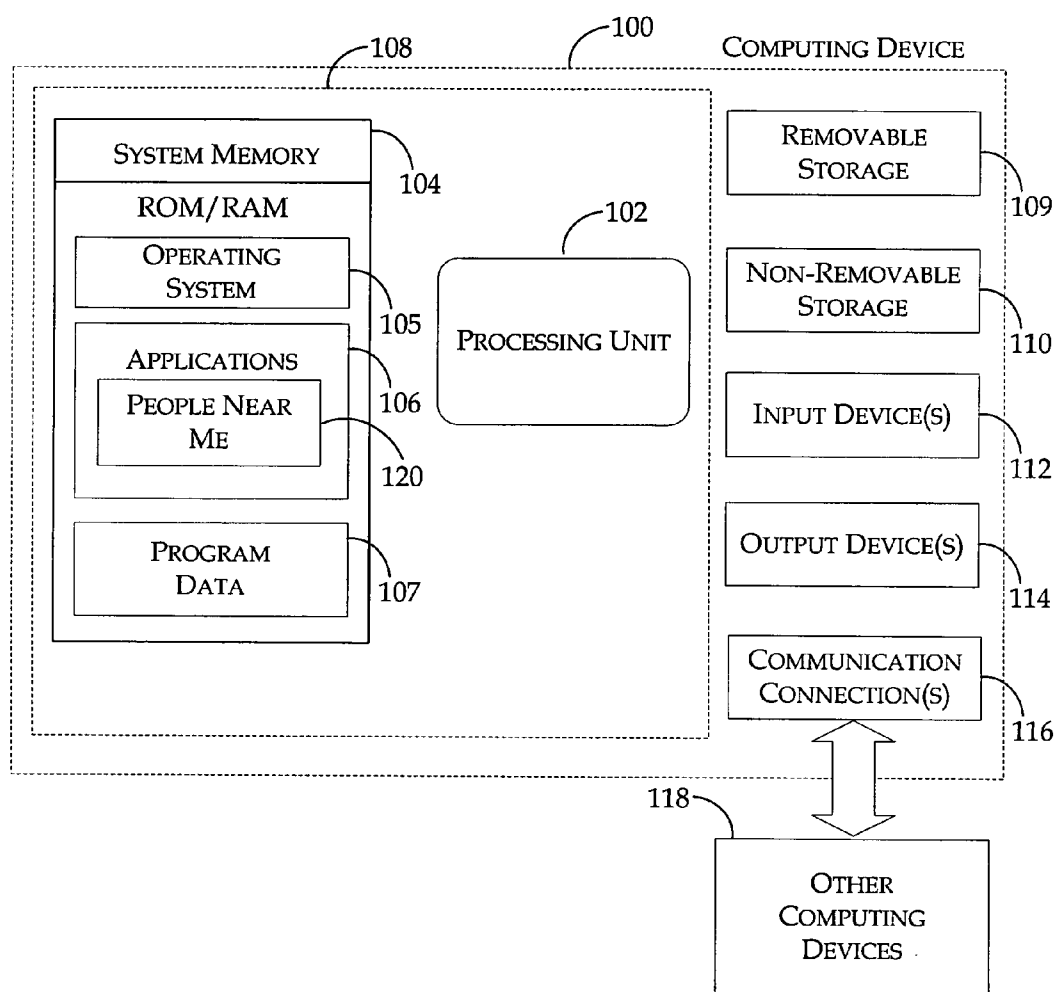 108
100
COMPUTING DEVICE
SYSTEM MEMORY
104
ROM/RAM
OPERATING
SYSTEM
105
APPLICATIONS
106
PEOPLE NEAR
ME
120
PROGRAM
DATA
107
102
PROCESSING UNIT
REMOVABLE
STORAGE
109
NON-REMOVABLE
STORAGE
110
INPUT DEVICE(S)
112
OUTPUT DEVICE(S)
114
COMMUNICATION
CONNECTION(S)
116
118
OTHER
COMPUTING
DEVICES